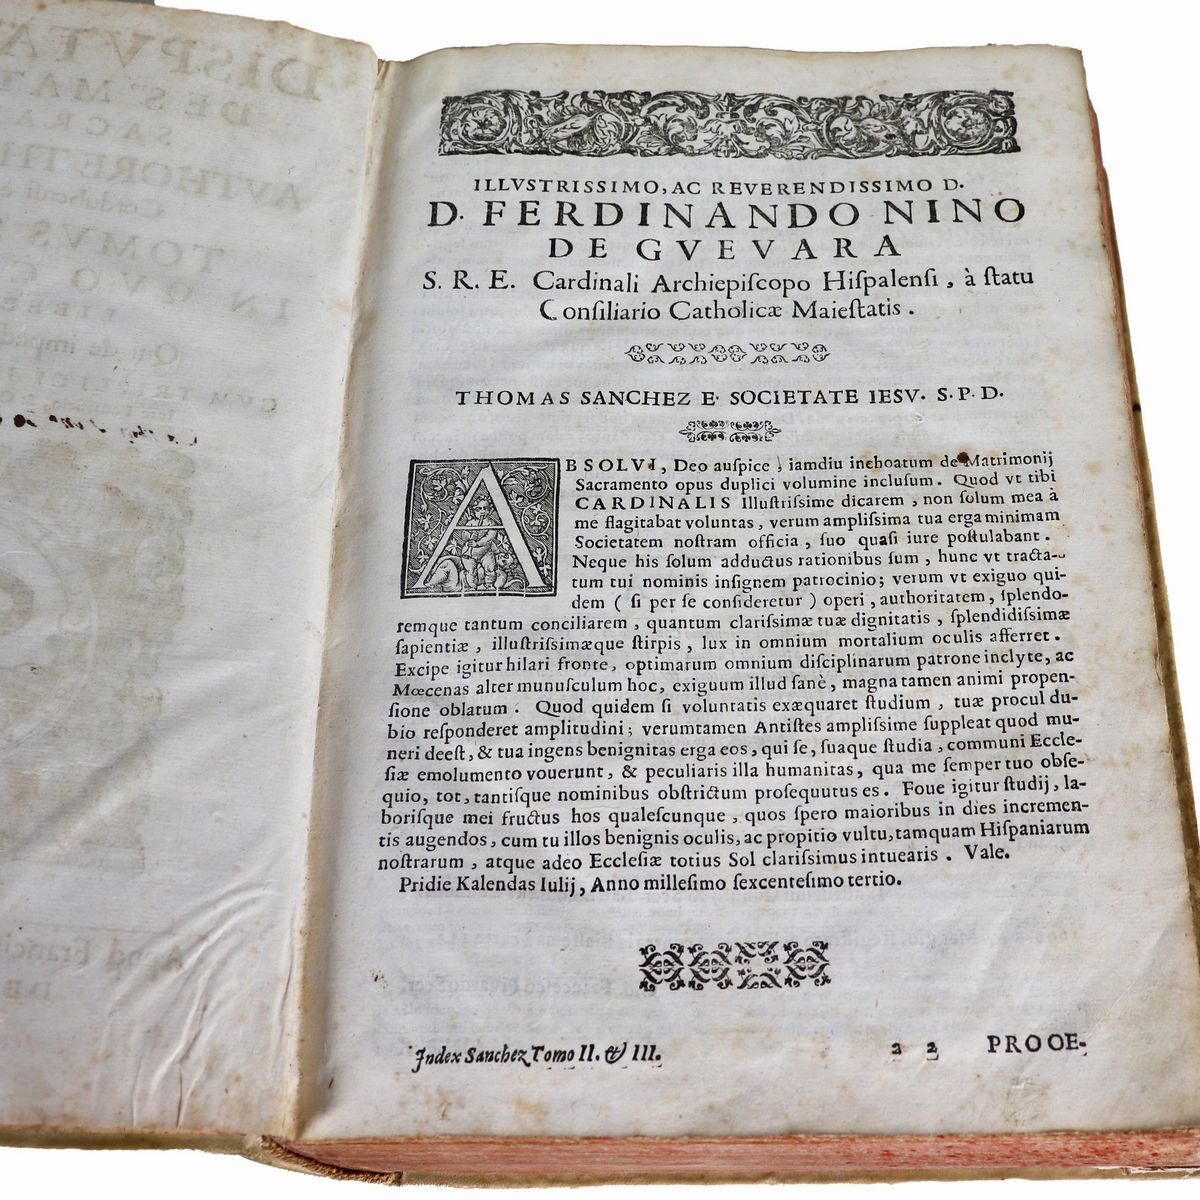 ILLVSTRISSIMO, AC REVERENDISSIMO D.
D. FERDINANDO NINO
DE GVEVARA
S. R. E. Cardinali Archiepiſcopo Hiſpalenſi, à ſtatu
Conſiliario Catholicæ Maieſtatis.
THOMAS SANCHEZ E SOCIETATE IESV. S. P. D.
ABSOLVI, Deo auſpice, iamdiu inchoatum de Matrimonij
Sacramento opus duplici volumine incluſum. Quod vt tibi
CARDINALIS Illuſtriſſime dicarem, non ſolum mea à
me flagitabat voluntas, verum ampliſſima tua erga minimam
Societatem noſtram officia, ſuo quaſi iure poſtulabant.
Neque his ſolum adductus rationibus ſum, hunc vt tracta-
tum tui nominis inſignem patrocinio; verum vt exiguo qui-
dem ( ſi per ſe conſideretur ) operi, authoritatem, ſplendo-
remque tantum conciliarem, quantum clariſſimæ tuæ dignitatis, ſplendidiſſimæ
ſapientiæ, illuſtriſſimæque ſtirpis, lux in omnium mortalium oculis afferret.
Excipe igitur hilari fronte, optimarum omnium diſciplinarum patrone inclyte, ac
Mœcenas alter munuſculum hoc, exiguum illud ſanè, magna tamen animi propen-
ſione oblatum. Quod quidem ſi voluntatis exæquaret ſtudium, tuæ procul du-
bio reſponderet amplitudini; verumtamen Antiſtes ampliſſime ſuppleat quod mu-
neri deeſt, & tua ingens benignitas erga eos, qui ſe, ſuaque ſtudia, communi Eccle-
ſiæ emolumento vouerunt, & peculiaris illa humanitas, qua me ſemper tuo obſe-
quio, tot, tantiſque nominibus obſtrictum proſequutus es. Foue igitur ſtudij, la-
boriſque mei fructus hos qualeſcunque, quos ſpero maioribus in dies incremen-
tis augendos, cum tu illos benignis oculis, ac propitio vultu, tamquam Hiſpaniarum
noſtrarum, atque adeo Eccleſiæ totius Sol clariſſimus intuearis. Vale.
Pridie Kalendas Iulij, Anno milleſimo ſexcenteſimo tertio.
Index Sanchez Tomo II. & III. 2 2 PROOE-